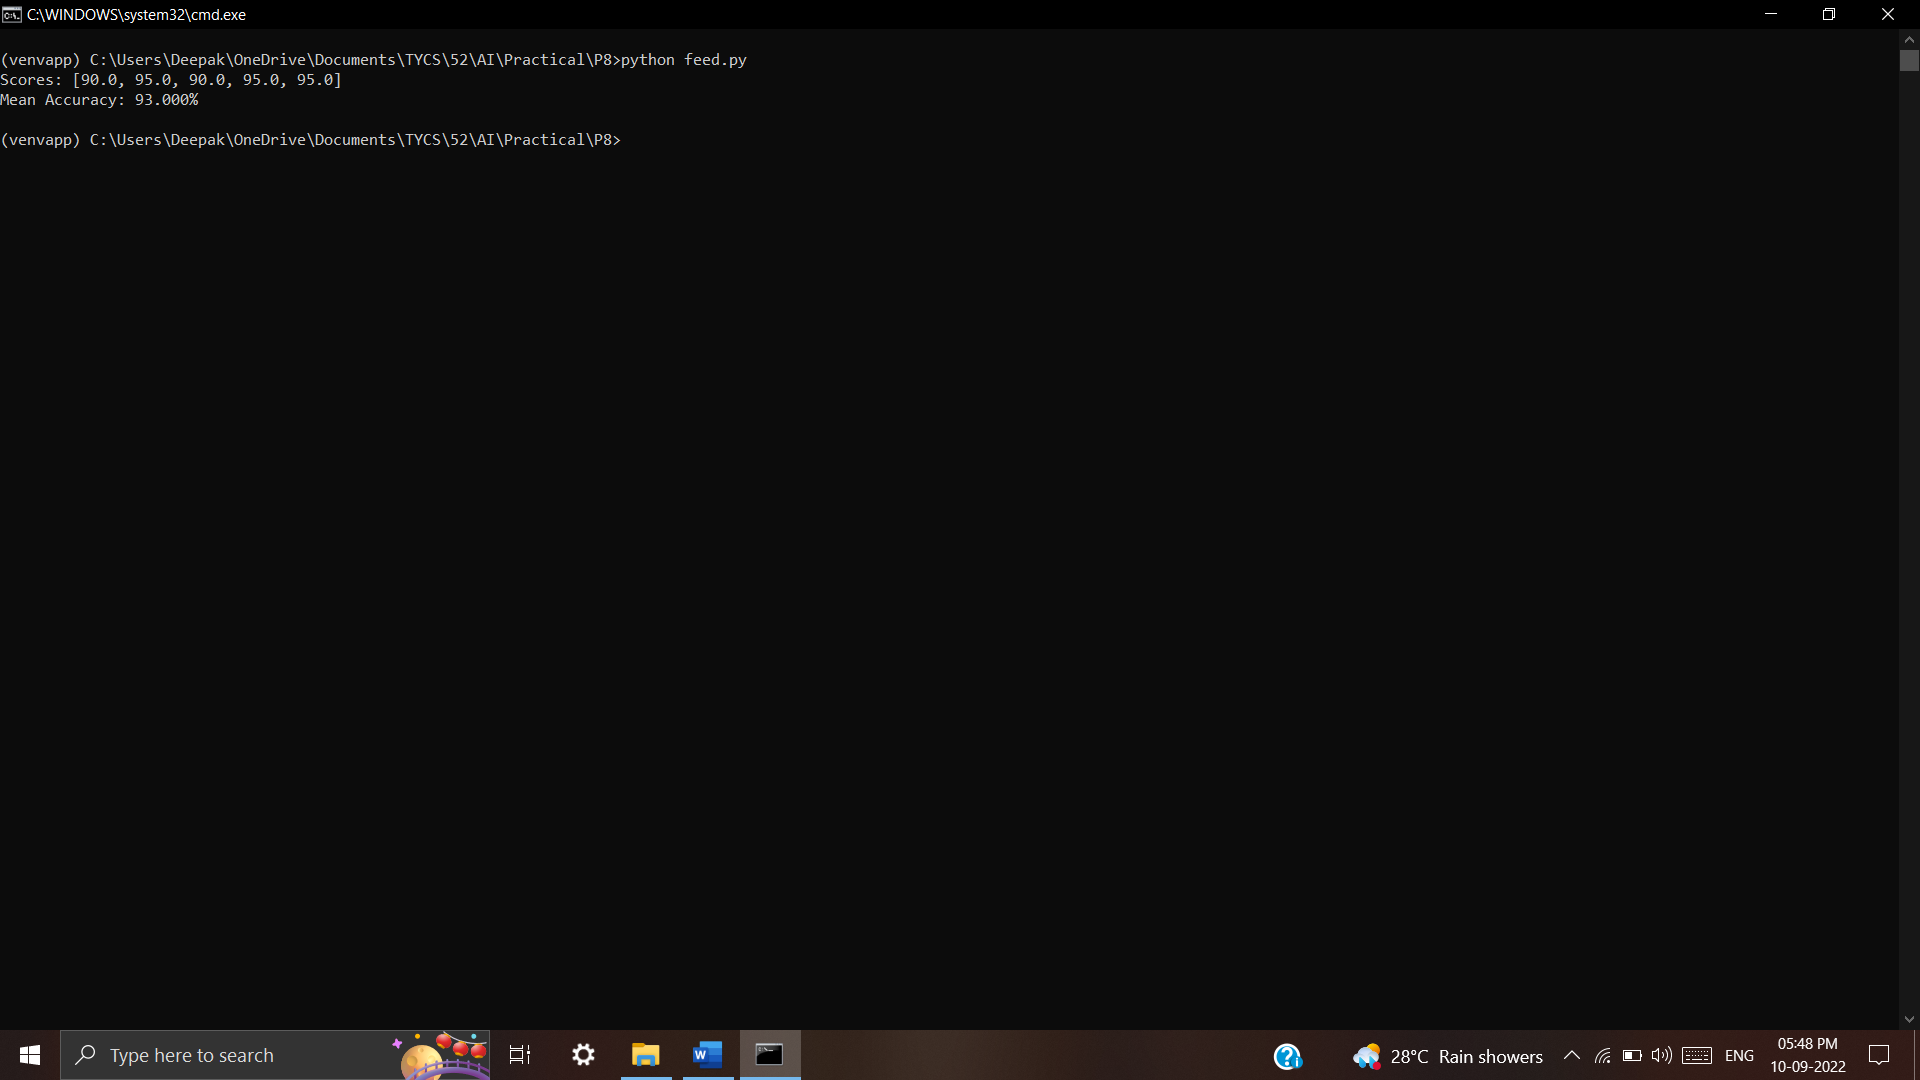 C:\WINDOWS\system32\cmd.exe
(venvapp) C:\Users\Deepak\OneDrive\Documents\TYCS\52\AI\Practical\P8>python feed.py
Scores: [90.0, 95.0, 90.0, 95.0, 95.0]
Mean Accuracy: 93.000%
(venvapp) C:\Users\Deepak\OneDrive\Documents\TYCS\52\AI\Practical\P8>
Type here to search
28°C Rain showers
ENG
05:48 PM
10-09-2022